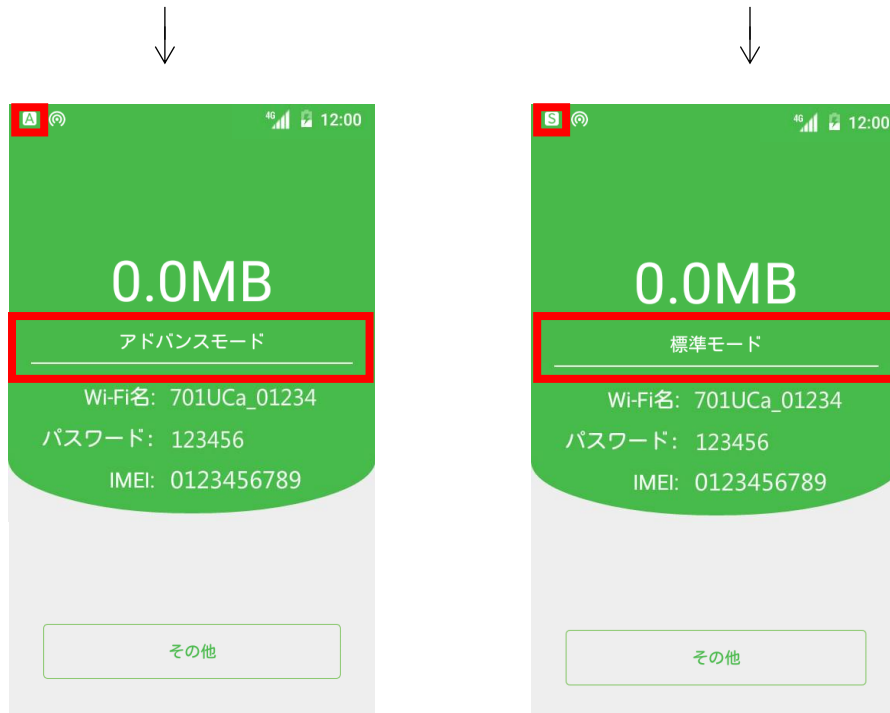 A 4G 12:00
0.0MB
アドバンスモード
Wi-Fi名: 701UCa_01234
パスワード: 123456
IMEI: 0123456789
その他
S 4G 12:00
0.0MB
標準モード
Wi-Fi名: 701UCa_01234
パスワード: 123456
IMEI: 0123456789
その他